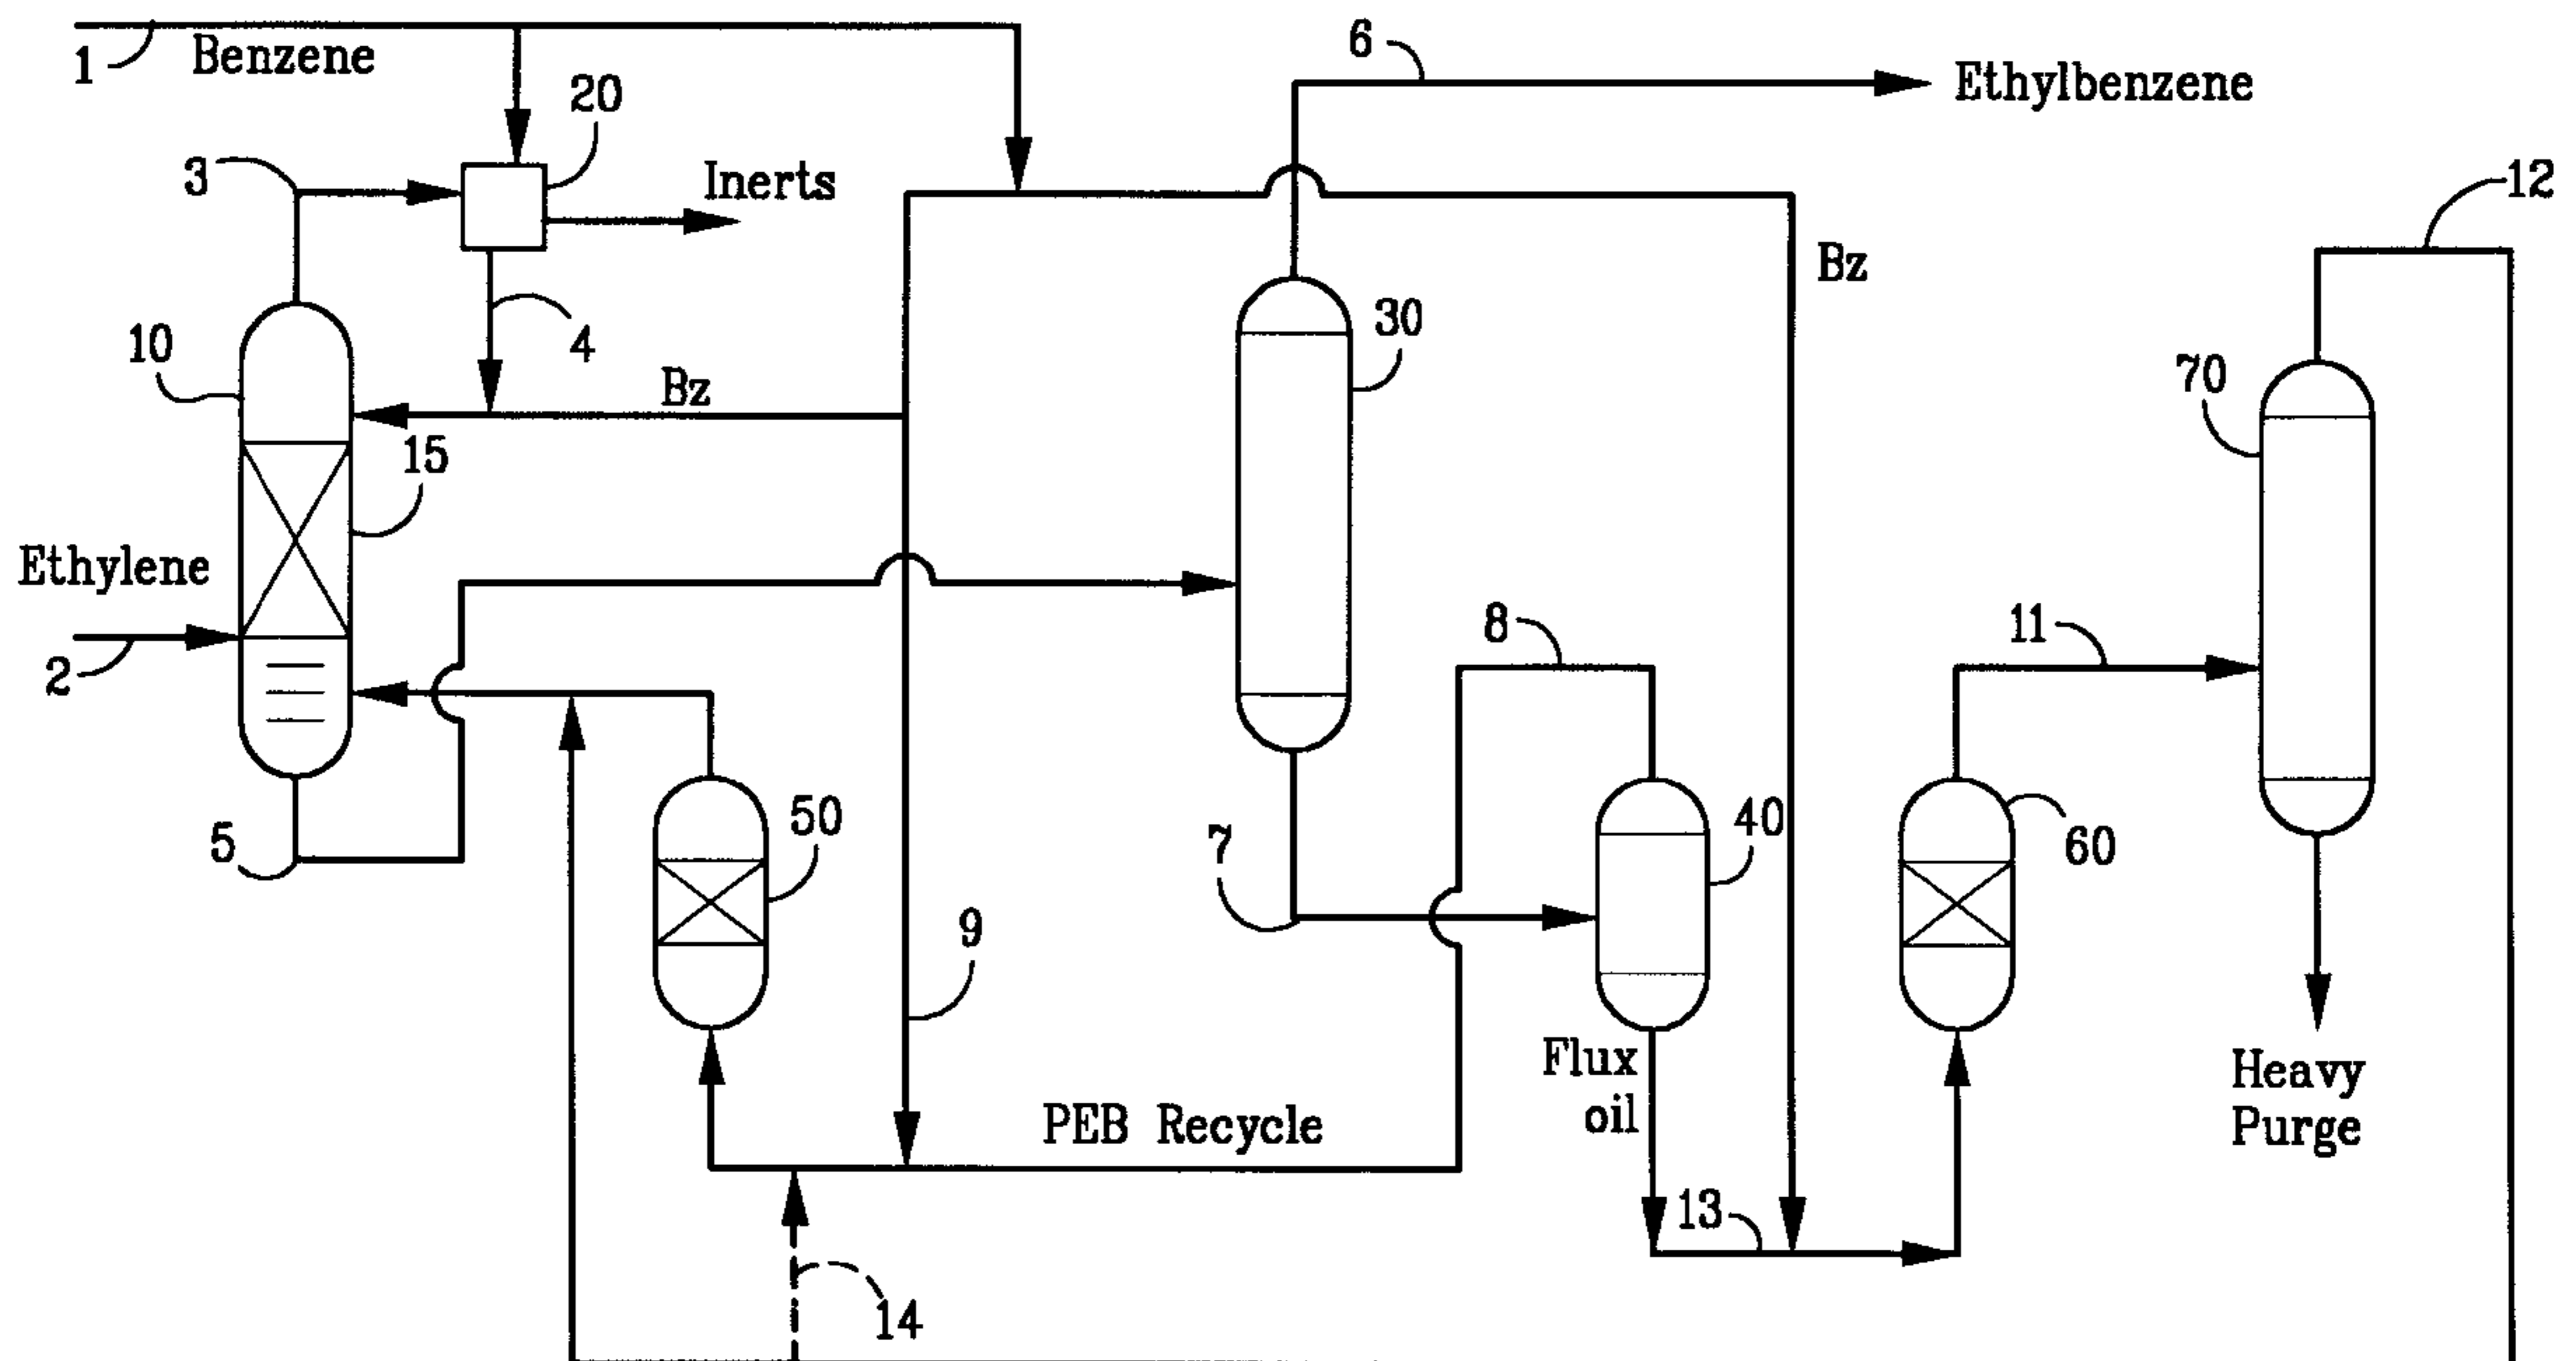 1
Benzene
6
Ethylbenzene
20
3
Inerts
12
Bz
4
30
10
70
Bz
15
Ethylene
8
11
2
50
40
5
7
60
9
Flux
oil
Heavy
Purge
PEB Recycle
13
14